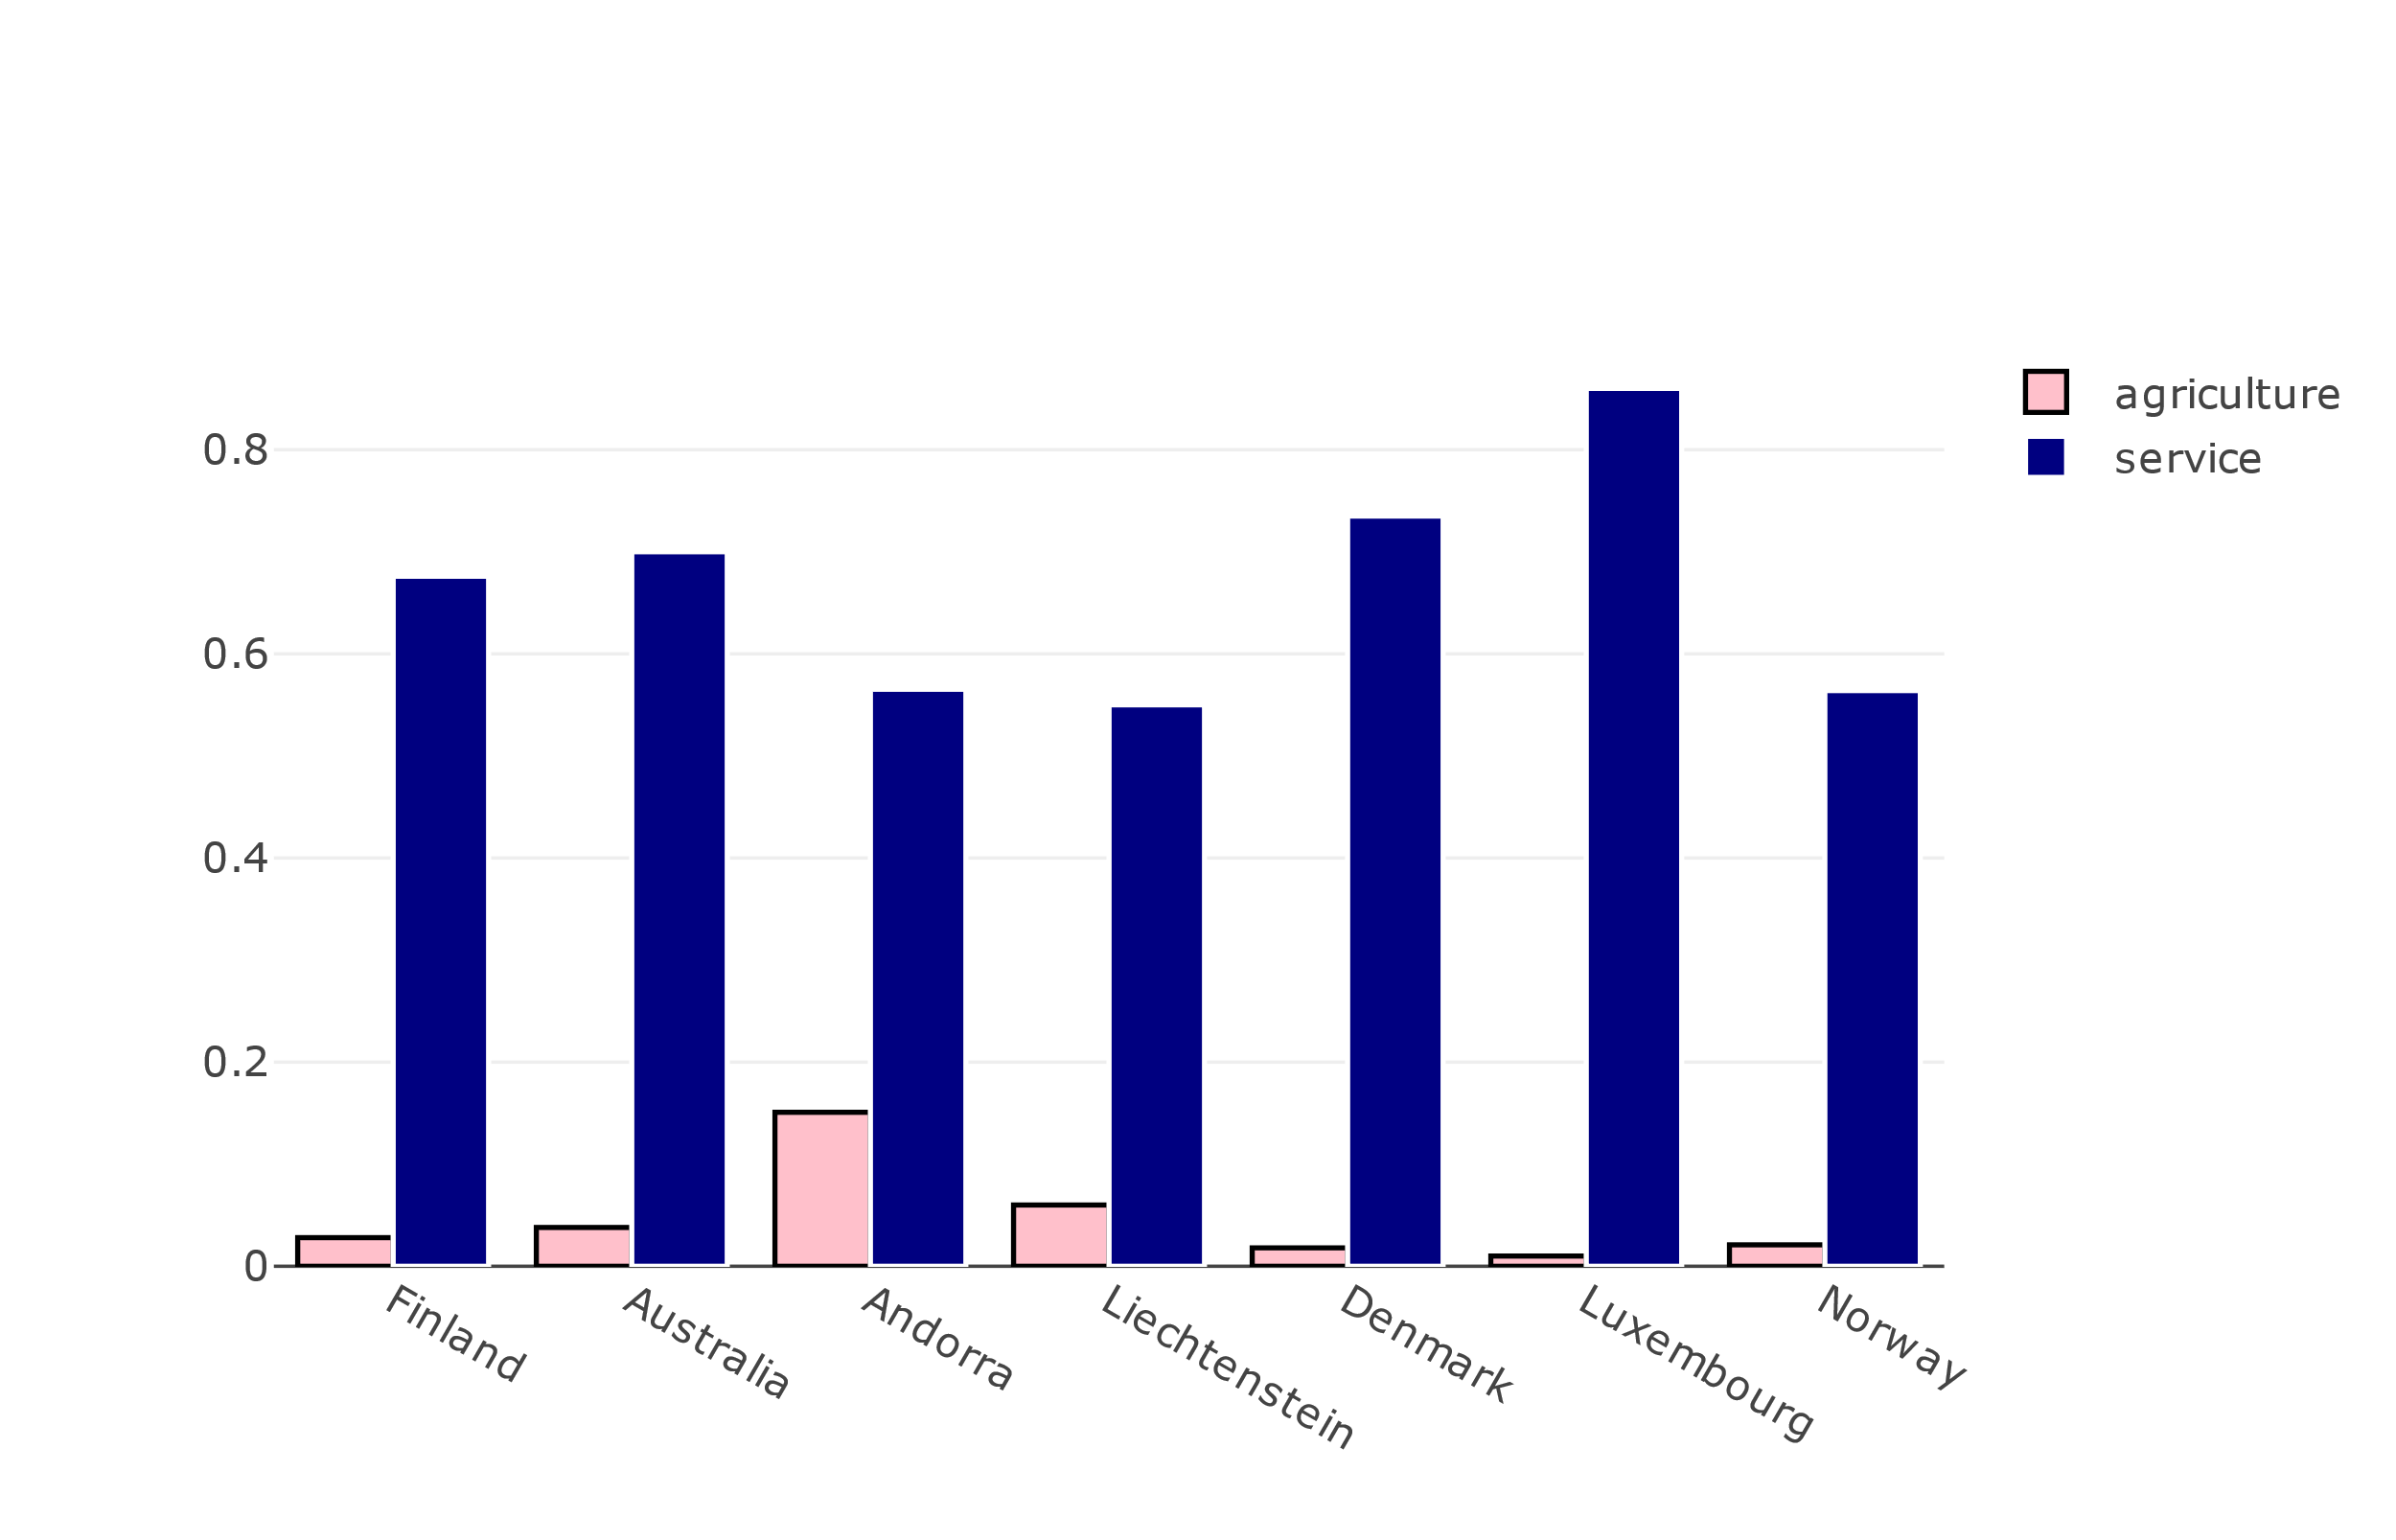 agriculture
service
0.8
0.6
0.4
0.2
0
Finland
Australia
Andorra
Liechtenstein
Denmark
Luxembourg
Norway